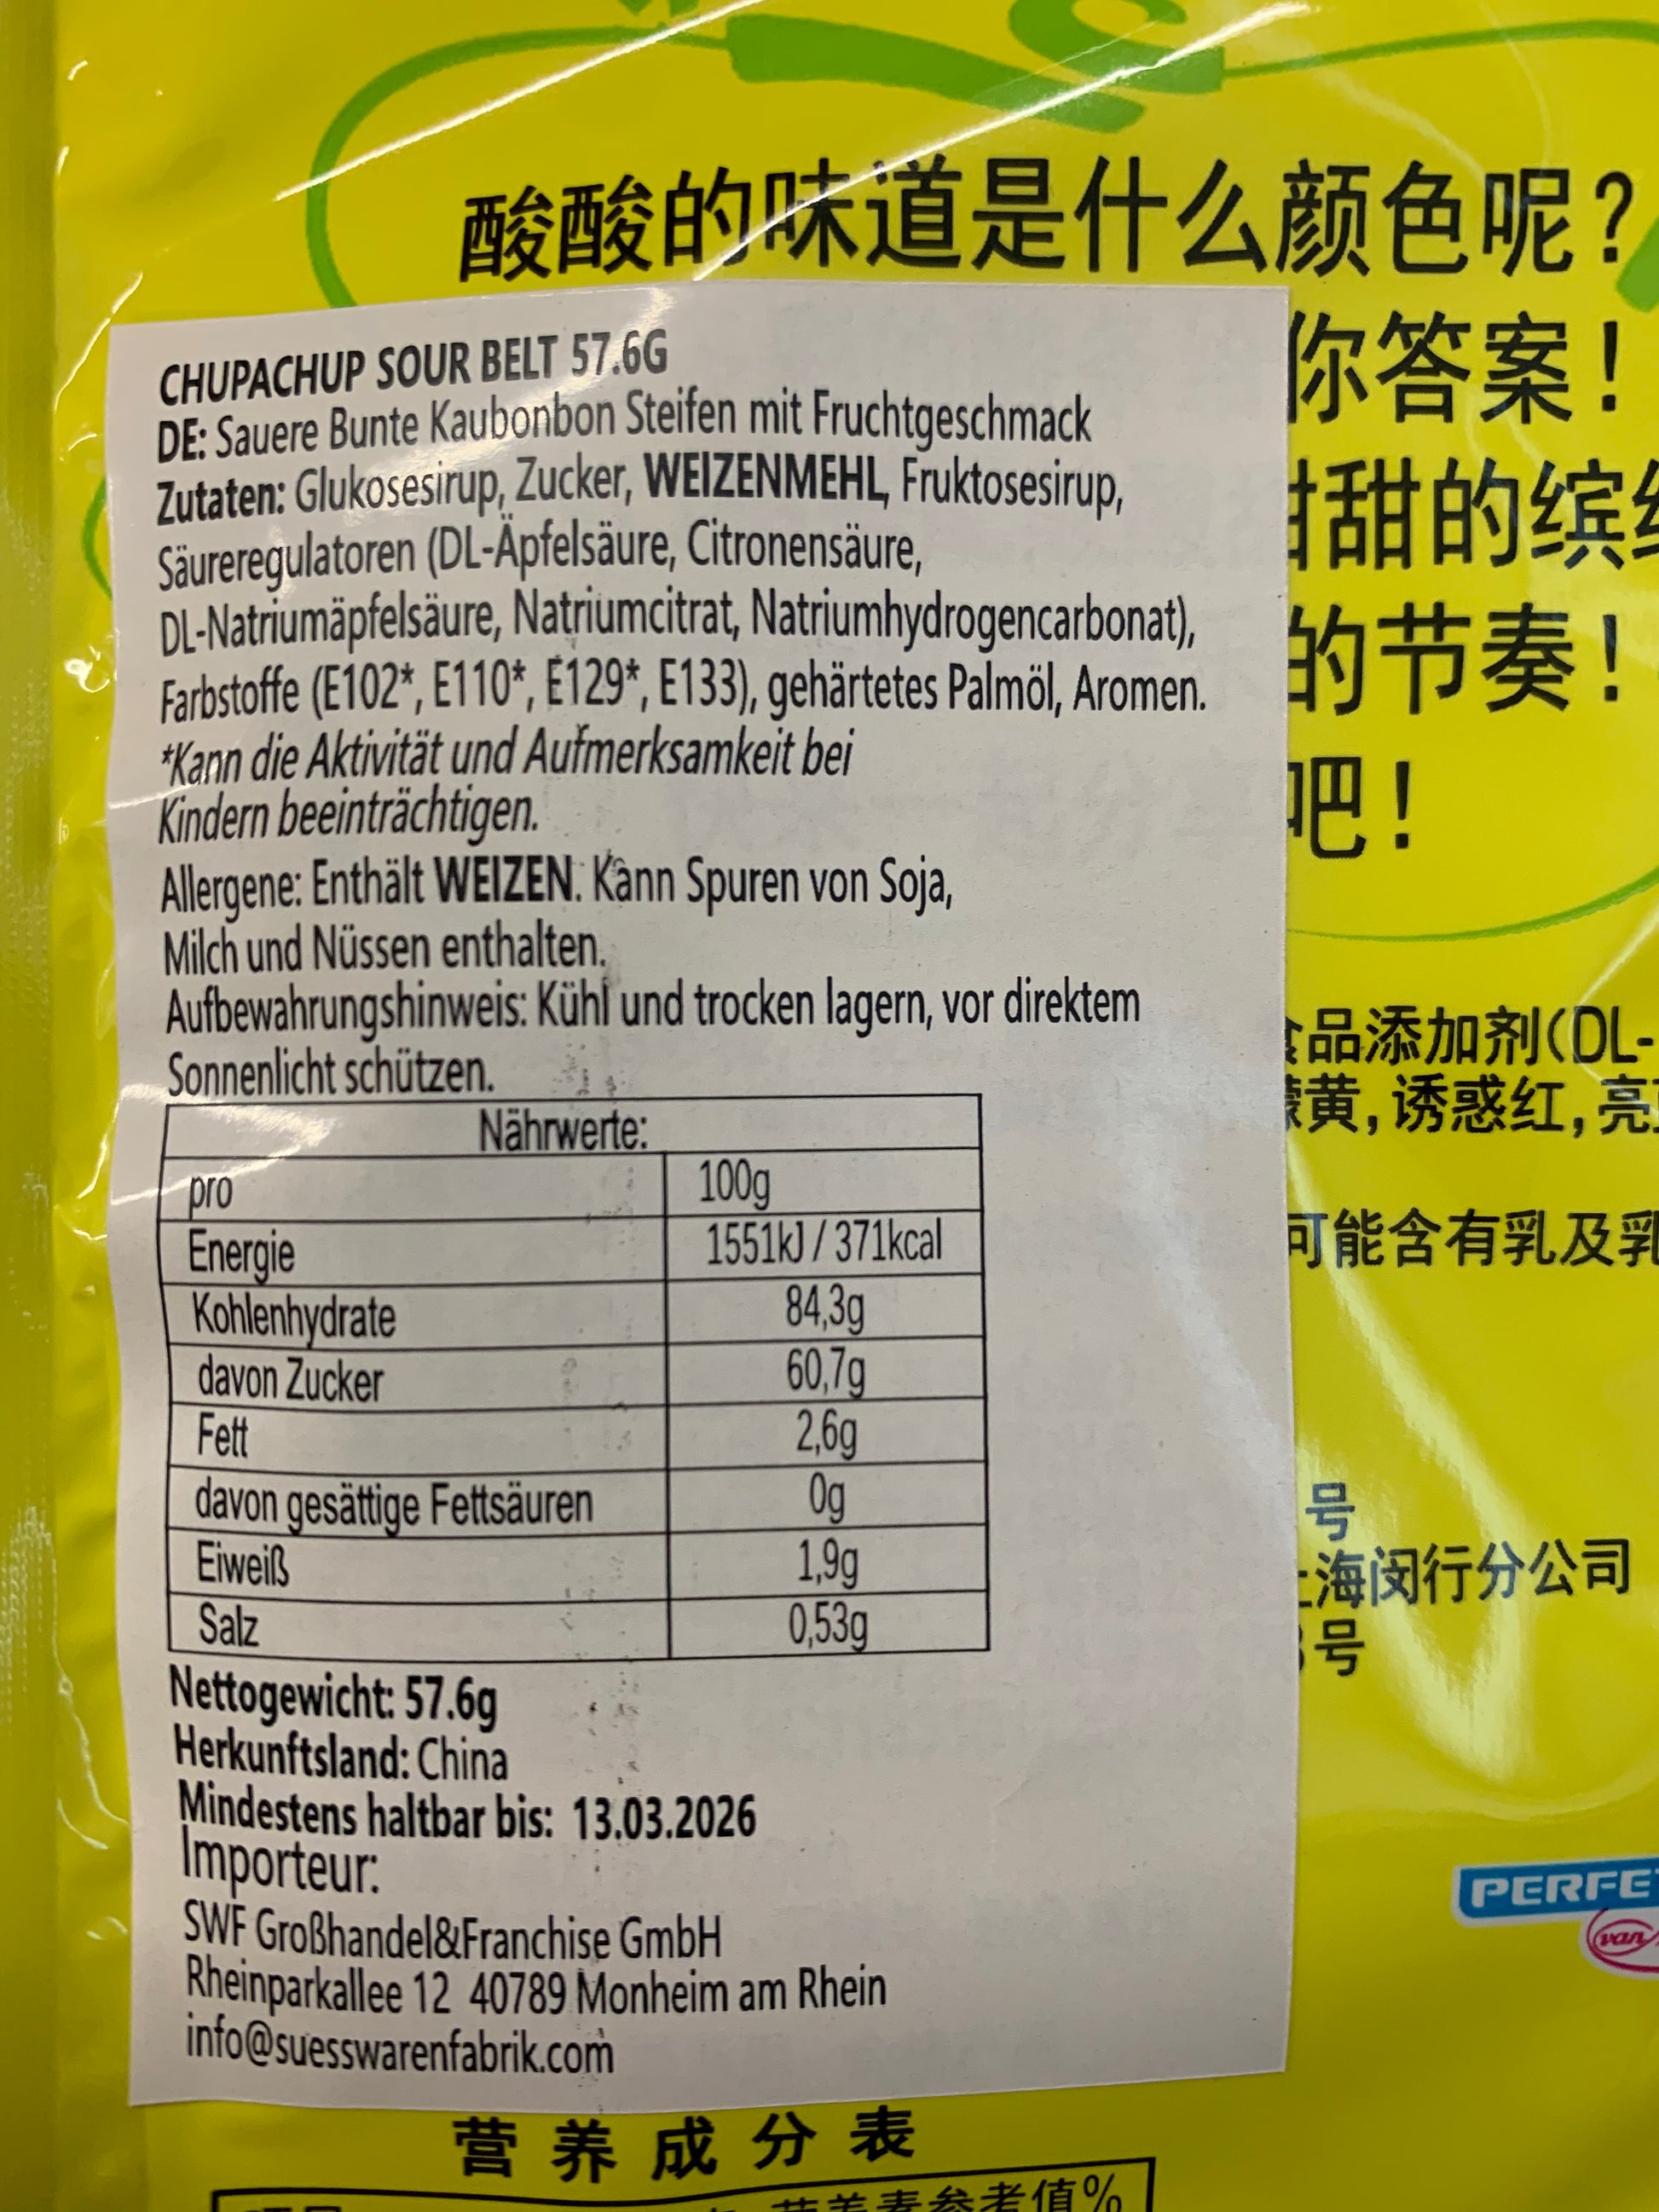 酸酸的味道是什么颜色呢？
你答案！
甜的缤
的节奏！
吧！
CHUPACHUP SOUR BELT 57.6G
DE: Sauere Bunte Kaubonbon Steifen mit Fruchtgeschmack
Zutaten: Glukosesirup, Zucker, WEIZENMEHL, Fruktosesirup,
Säureregulatoren (DL-Äpfelsäure, Citronensäure,
DL-Natriumäpfelsäure, Natriumcitrat, Natriumhydrogencarbonat),
Farbstoffe (E102*, E110*, E129*, E133), gehärtetes Palmöl, Aromen.
*Kann die Aktivität und Aufmerksamkeit bei
Kindern beeinträchtigen.
Allergene: Enthält WEIZEN. Kann Spuren von Soja,
Milch und Nüssen enthalten.
Aufbewahrungshinweis: Kühl und trocken lagern, vor direktem
Sonnenlicht schützen.
Nährwerte:
pro 100g
Energie 1551kJ / 371kcal
Kohlenhydrate 84,3g
davon Zucker 60,7g
Fett 2,6g
davon gesättige Fettsäuren 0g
Eiweiß 1,9g
Salz 0,53g
Nettogewicht: 57.6g
Herkunftsland: China
Mindestens haltbar bis: 13.03.2026
Importeur:
SWF Großhandel&Franchise GmbH
Rheinparkallee 12 40789 Monheim am Rhein
info@suesswarenfabrik.com
品添加剂(DL-
黄, 诱惑红, 亮
可能含有乳及乳
号
海闵行分公司
号
PERFE
van
营养成分表
营养素参考值%